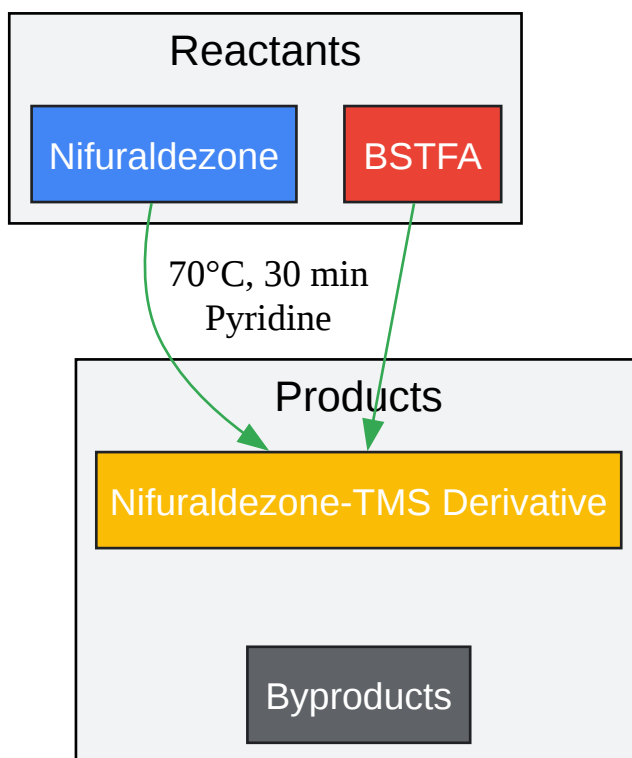 Reactants
Nifuraldezone
BSTFA
70°C, 30 min
Pyridine
Products
Nifuraldezone-TMS Derivative
Byproducts